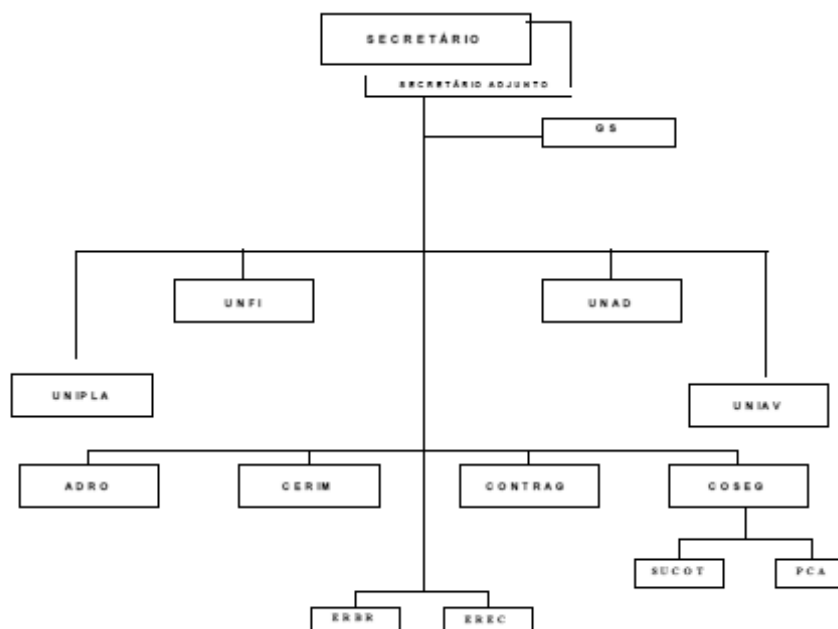 SECRETÁRIO
SECRETÁRIO ADJUNTO
GS
UNFI
UNAD
UNIPLA
UNIAV
ADRO
CERIM
CONTRAG
COSEG
SUCOT
PCA
ERBR
EREC